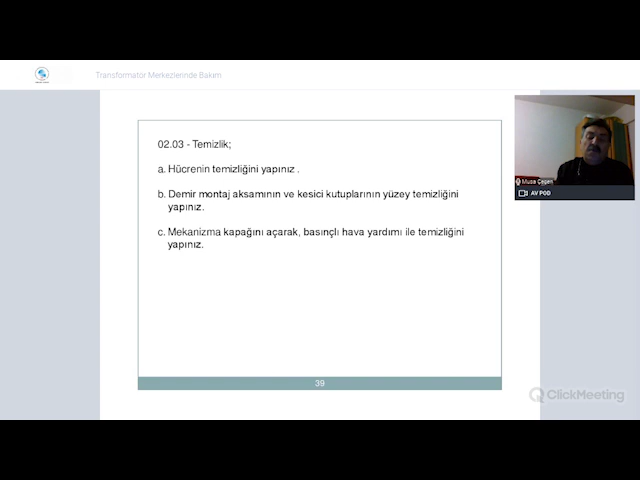 Transformatör Merkezlerinde Bakım
02.03 - Temizlik;
a. Hücrenin temizliğini yapınız .
b. Demir montaj aksamının ve kesici kutuplarının yüzey temizliğini
yapınız.
c. Mekanizma kapağını açarak, basınçlı hava yardımı ile temizliğini
yapınız.
39
Musa Çeçen
AV POD
ClickMeeting